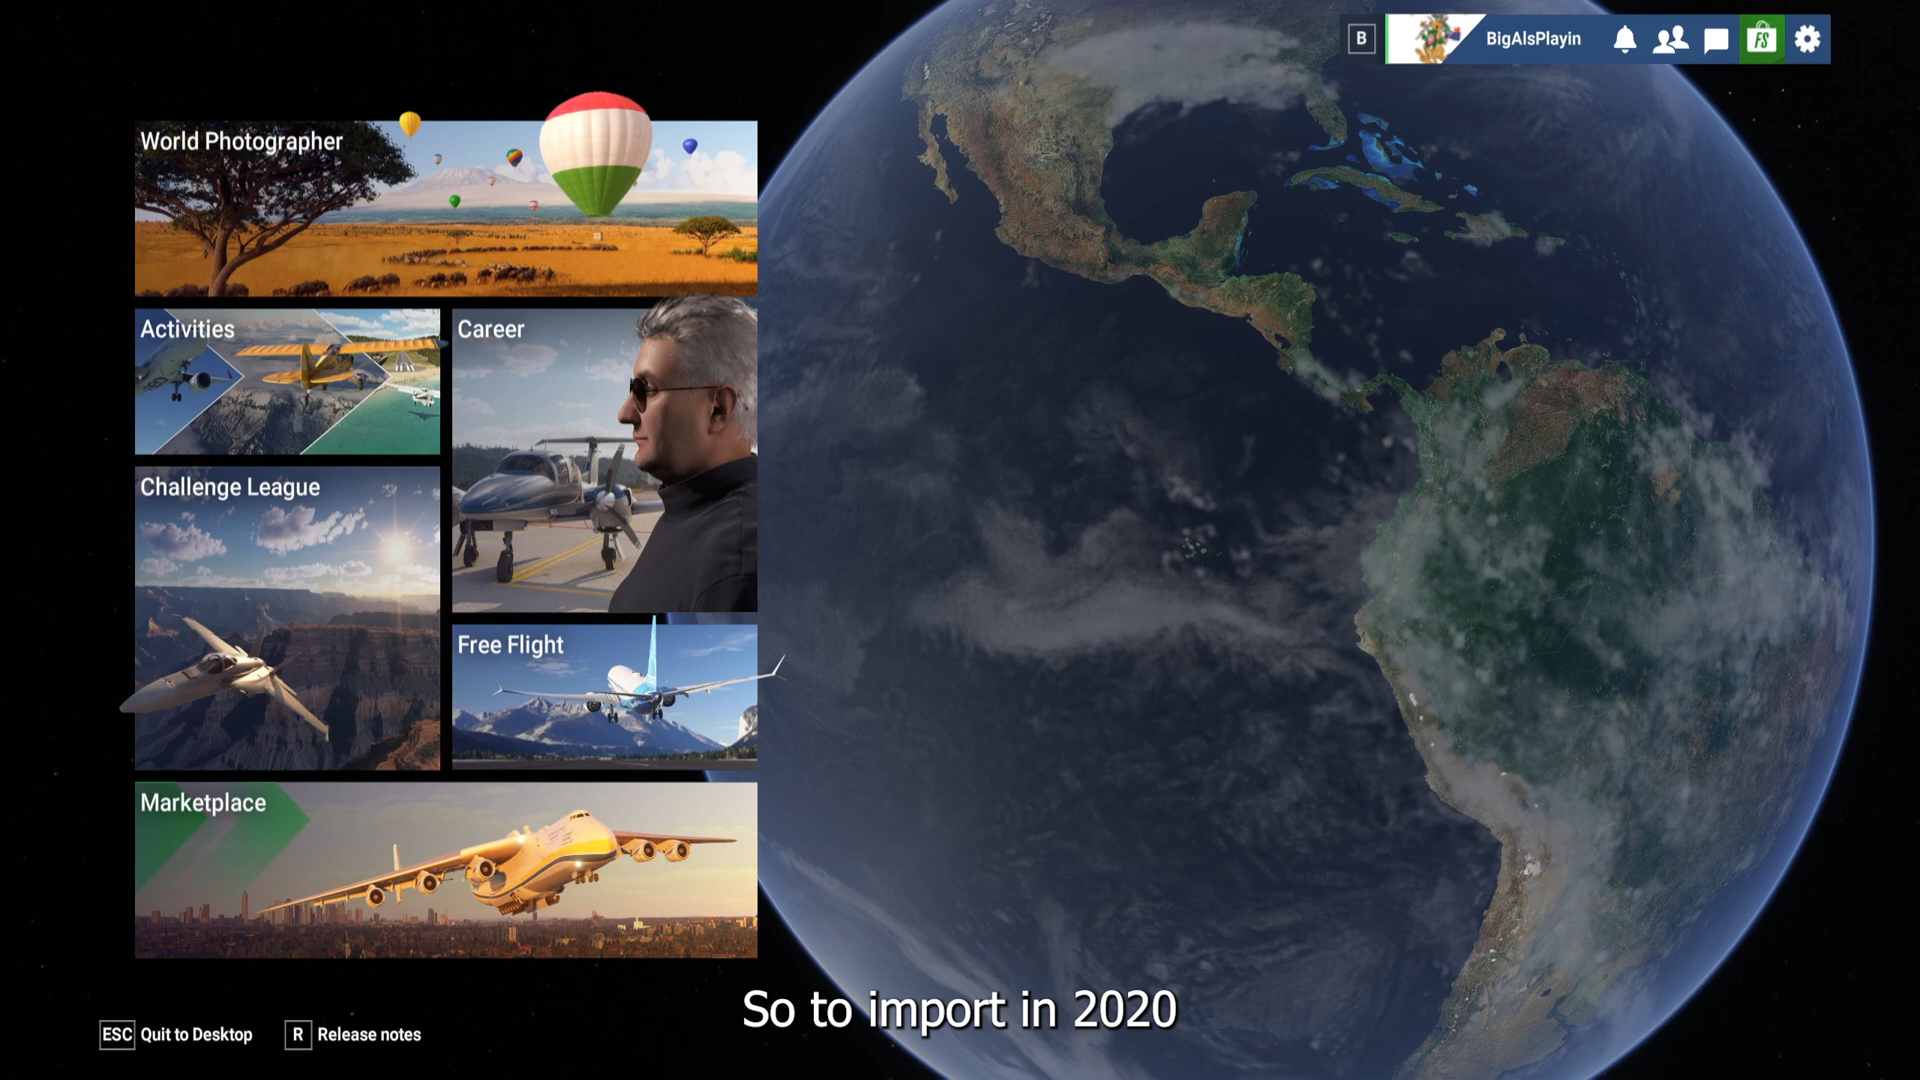 B
BigAlsPlayin
FS
World Photographer
Activities
Career
Challenge League
Free Flight
Marketplace
So to import in 2020
ESC Quit to Desktop
R Release notes